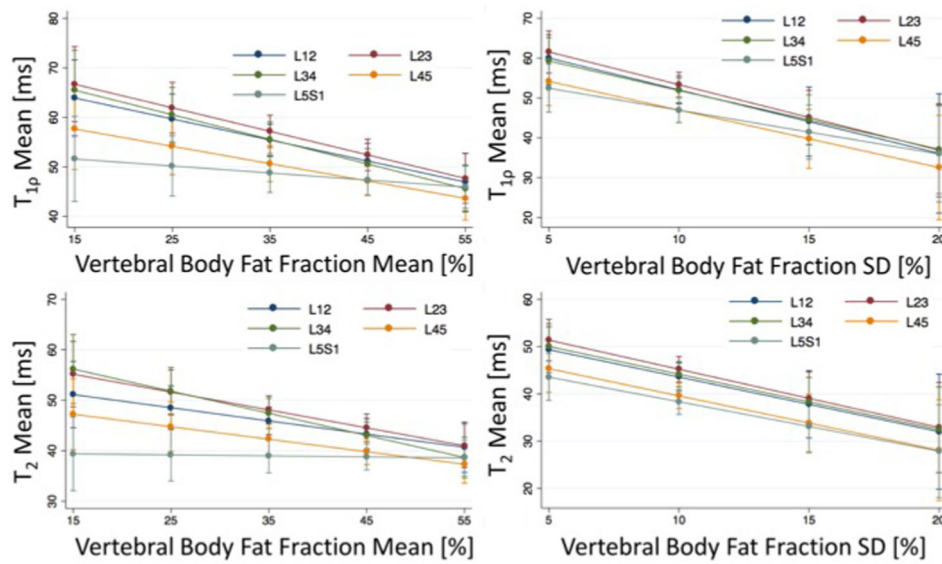 80
70
60
50
40
T1ρ Mean [ms]
L12 L23
L34 L45
L5S1
15 25 35 45 55
Vertebral Body Fat Fraction Mean [%]
70
60
50
40
30
20
T1ρ Mean [ms]
L12 L23
L34 L45
L5S1
5 10 15 20
Vertebral Body Fat Fraction SD [%]
70
60
50
40
30
T2 Mean [ms]
L12 L23
L34 L45
L5S1
15 25 35 45 55
Vertebral Body Fat Fraction Mean [%]
60
50
40
30
20
T2 Mean [ms]
L12 L23
L34 L45
L5S1
5 10 15 20
Vertebral Body Fat Fraction SD [%]